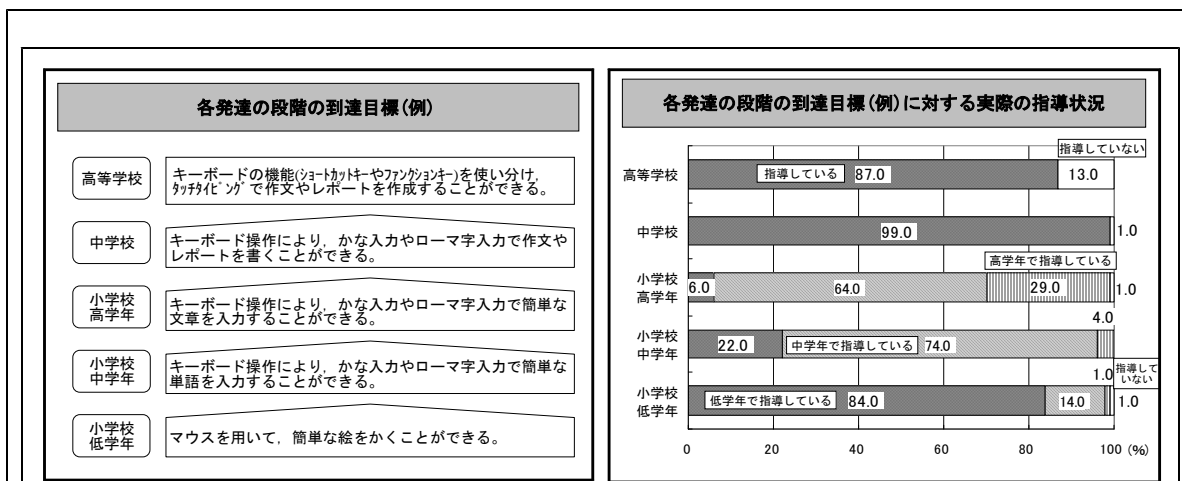 各発達の段階の到達目標(例)
高等学校
キーボードの機能(ショートカットキーやファンクションキー)を使い分け,
タッチタイピングで作文やレポートを作成することができる。
中学校
キーボード操作により,かな入力やローマ字入力で作文や
レポートを書くことができる。
小学校
高学年
キーボード操作により,かな入力やローマ字入力で簡単な
文章を入力することができる。
小学校
中学年
キーボード操作により,かな入力やローマ字入力で簡単な
単語を入力することができる。
小学校
低学年
マウスを用いて,簡単な絵をかくことができる。
各発達の段階の到達目標(例)に対する実際の指導状況
指導していない
高等学校
指導している
87.0
13.0
中学校
99.0
1.0
高学年で指導している
小学校
高学年
6.0
64.0
29.0
1.0
4.0
小学校
中学年
22.0
中学年で指導している
74.0
1.0
指導して
いない
小学校
低学年
低学年で指導している
84.0
14.0
1.0
0
20
40
60
80
100
(%)